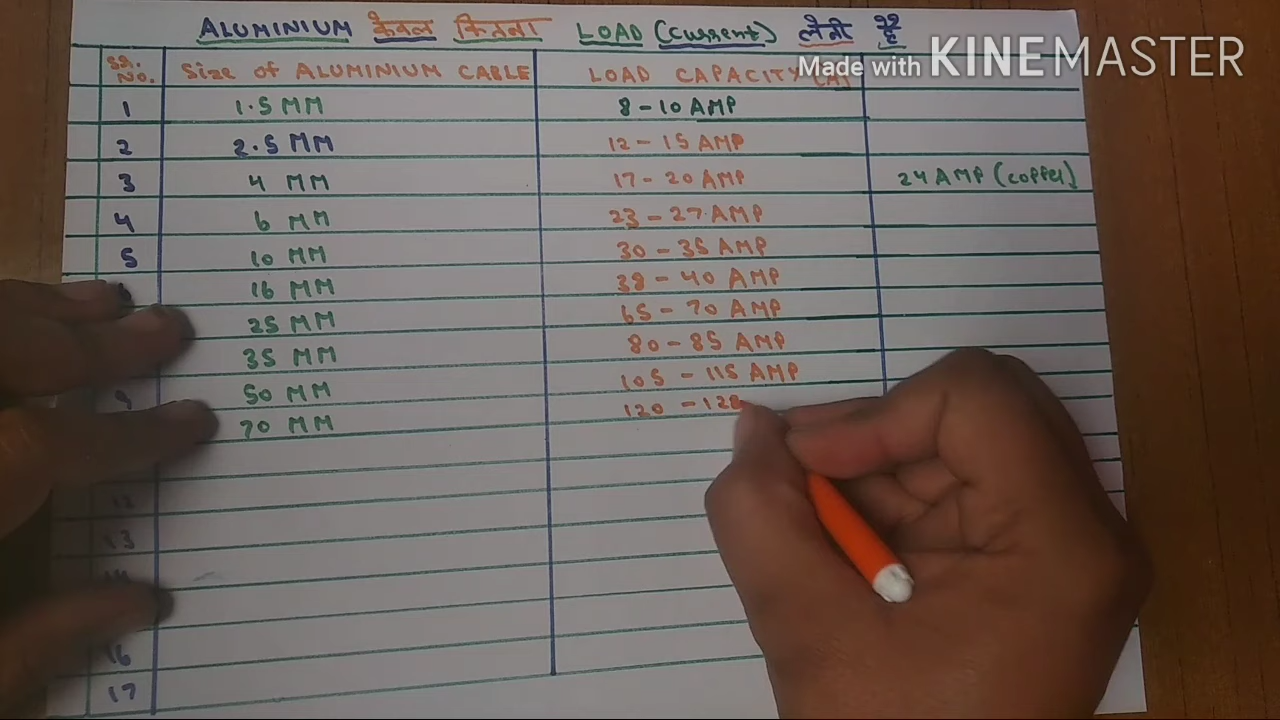 ALUMINIUM केबल कितना LOAD (current) लेती है
Made with KINEMASTER
SR. NO. Size of ALUMINIUM CABLE LOAD CAPACITY (A)
1 1.5 MM 8-10 AMP
2 2.5 MM 12-15 AMP
3 4 MM 17-20 AMP 24 AMP (copper)
4 6 MM 23-27 AMP
5 10 MM 30-35 AMP
16 MM 38-40 AMP
25 MM 65-70 AMP
35 MM 80-85 AMP
9 50 MM 105-115 AMP
70 MM 120-128
12
13
14
16
17